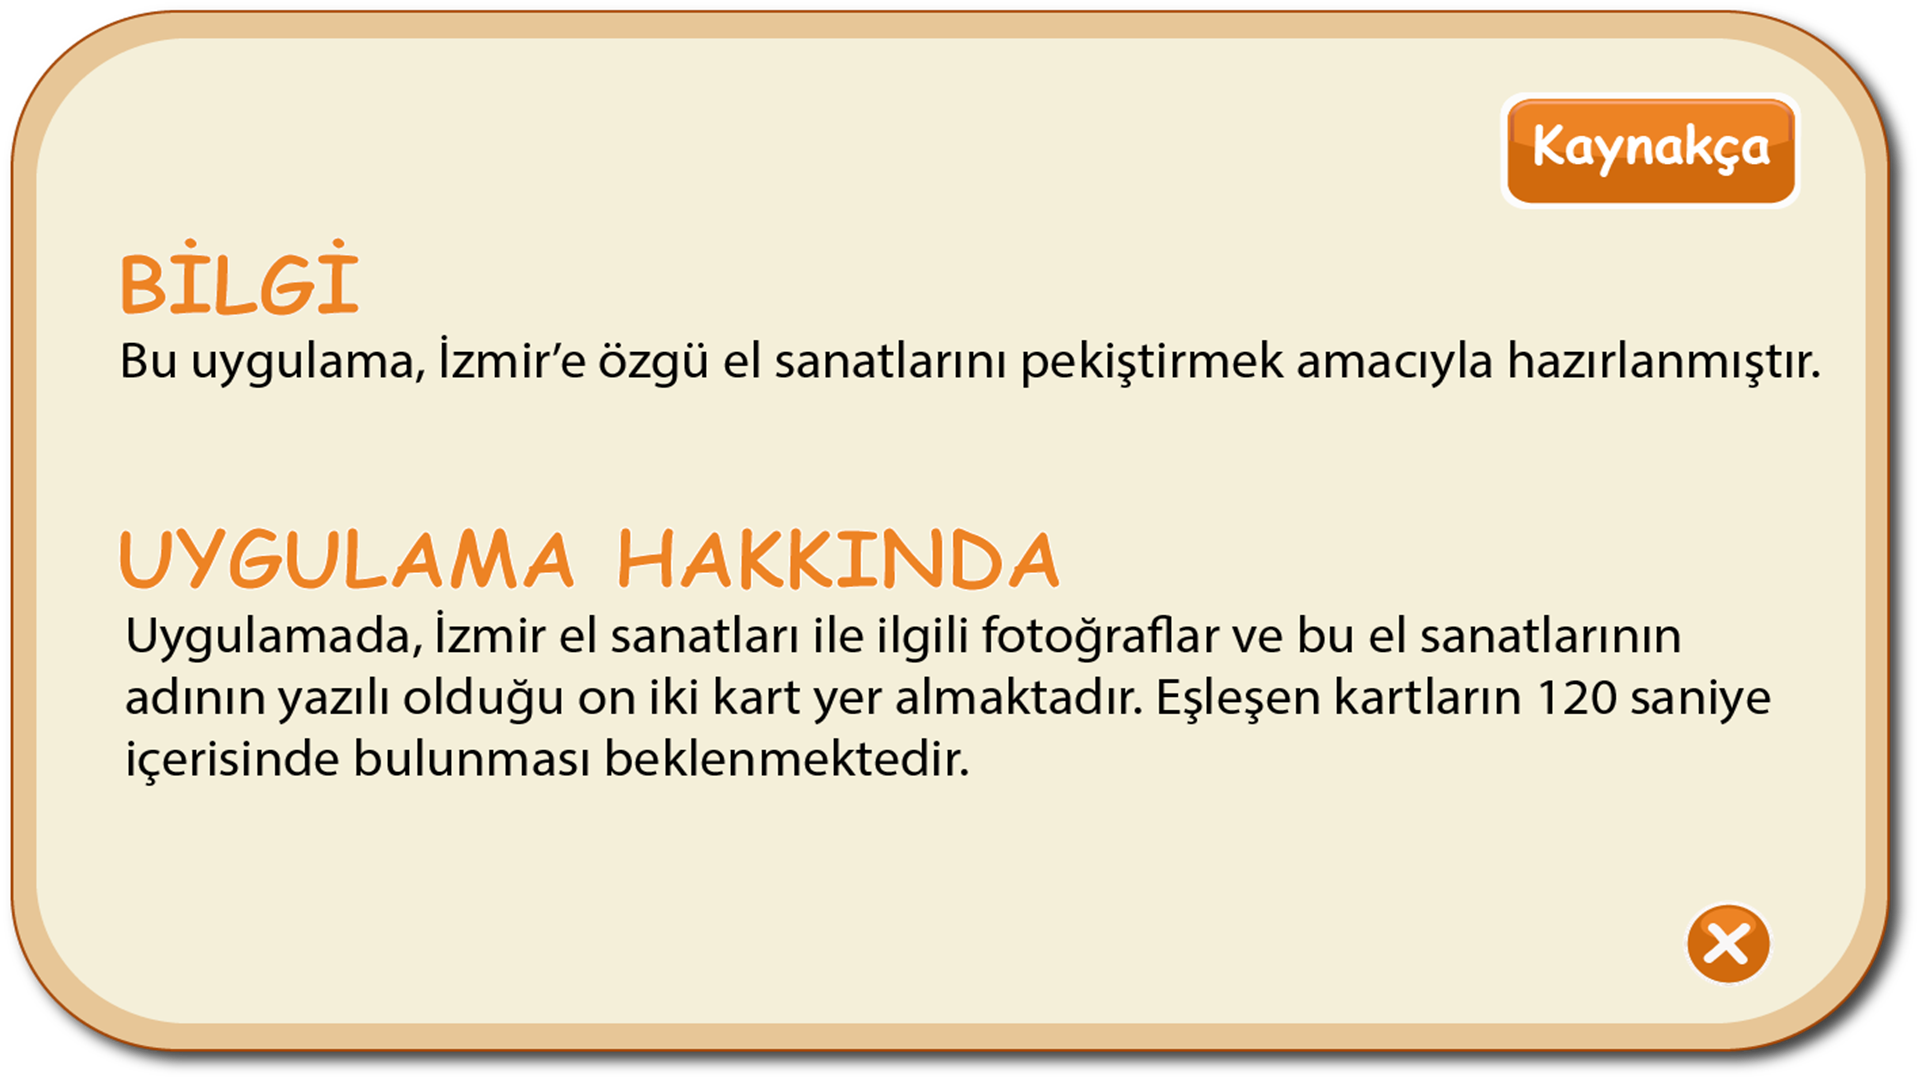 Kaynakça
BİLGİ
Bu uygulama, İzmir’e özgü el sanatlarını pekiştirmek amacıyla hazırlanmıştır.
UYGULAMA HAKKINDA
Uygulamada, İzmir el sanatları ile ilgili fotoğraflar ve bu el sanatlarının
adının yazılı olduğu on iki kart yer almaktadır. Eşleşen kartların 120 saniye
içerisinde bulunması beklenmektedir.